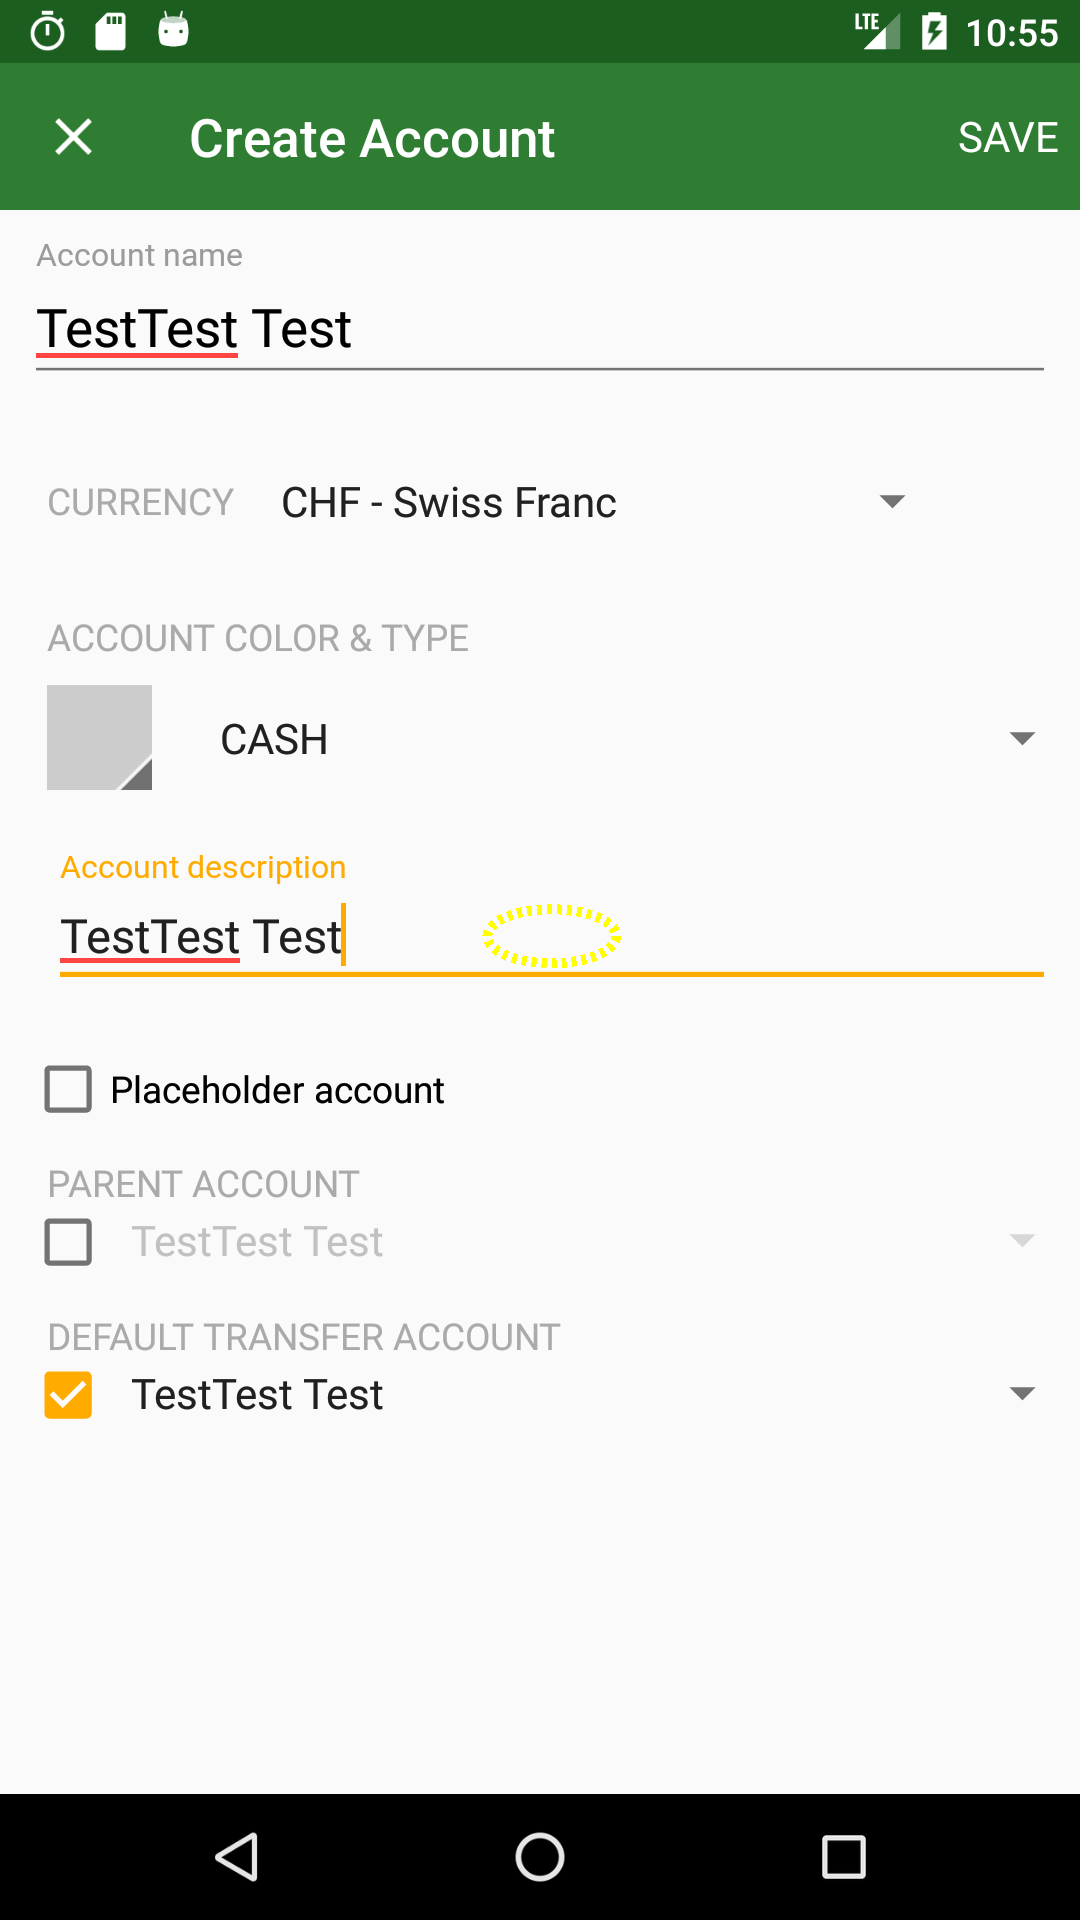 LTE 10:55
Create Account SAVE
Account name
TestTest Test
CURRENCY CHF - Swiss Franc
ACCOUNT COLOR & TYPE
CASH
Account description
TestTest Test
Placeholder account
PARENT ACCOUNT
TestTest Test
DEFAULT TRANSFER ACCOUNT
TestTest Test